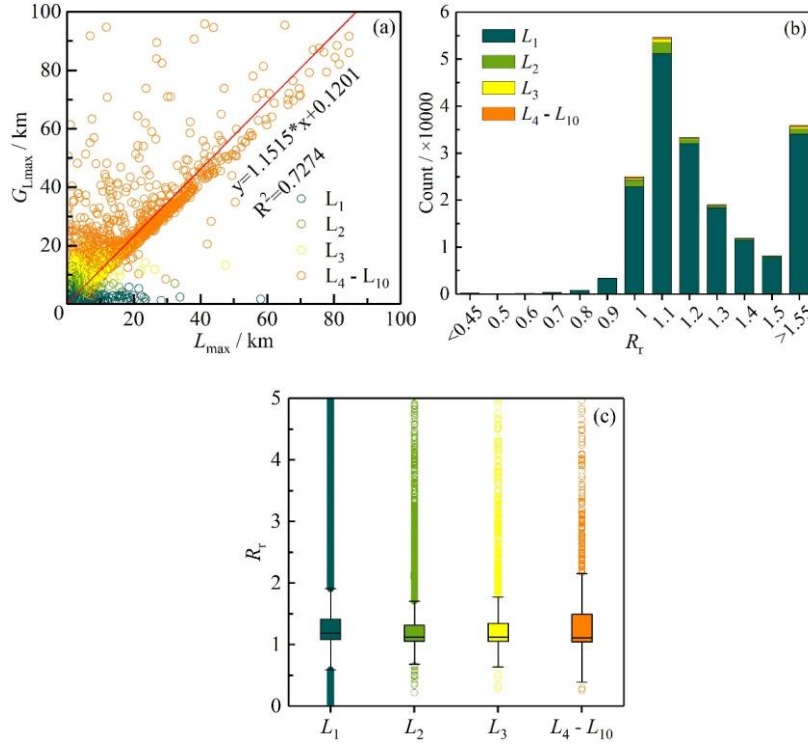 (a)
100
80
60
40
20
0
G_Lmax / km
0 20 40 60 80 100
L_max / km
y=1.1515*x+0.1201
R²=0.7274
L₁
L₂
L₃
L₄ - L₁₀
(b)
6
5
4
3
2
1
0
Count / ×10000
L₁
L₂
L₃
L₄ - L₁₀
<0.45 0.5 0.6 0.7 0.8 0.9 1 1.1 1.2 1.3 1.4 1.5 >1.55
R_r
(c)
5
4
3
2
1
0
R_r
L₁ L₂ L₃ L₄ - L₁₀